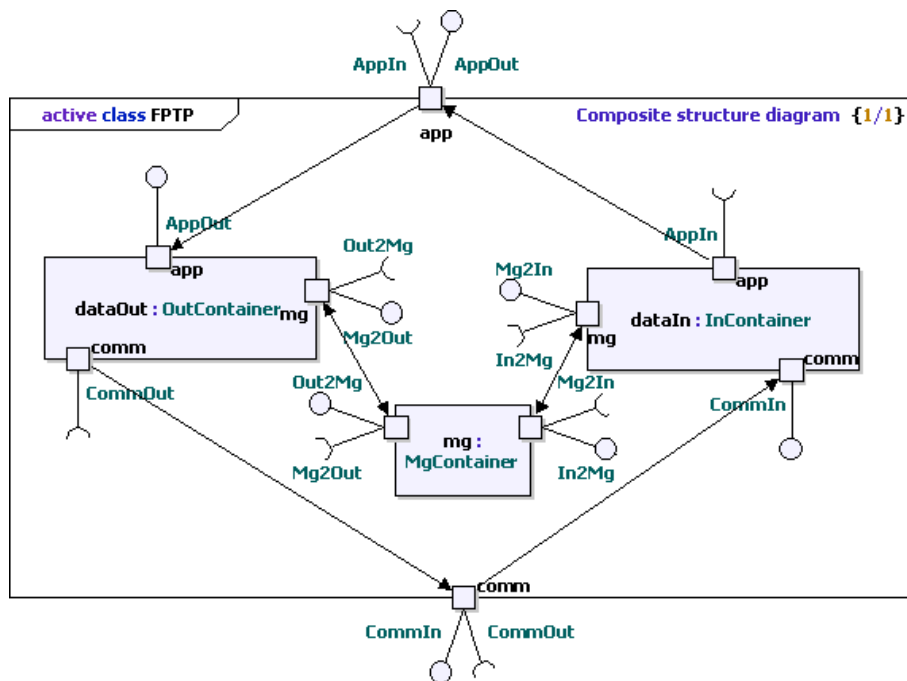 AppIn AppOut
active class FPTP
Composite structure diagram {1/1}
app
AppOut
AppIn
app
Out2Mg
Mg2In
app
dataOut : OutContainer
mg
dataIn : InContainer
Mg2Out
mg
comm
In2Mg
comm
CommOut
Out2Mg
Mg2In
CommIn
mg :
MgContainer
Mg2Out
In2Mg
comm
CommIn CommOut